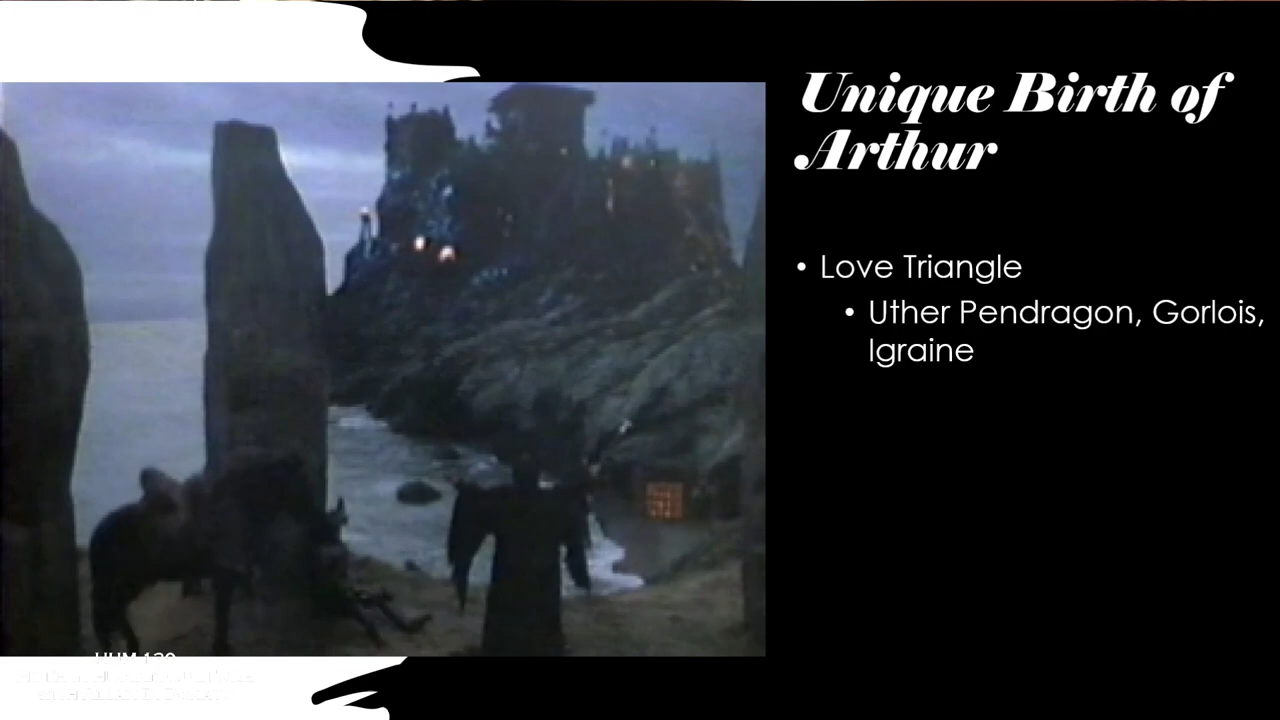 Unique Birth of
Arthur
• Love Triangle
• Uther Pendragon, Gorlois,
Igraine